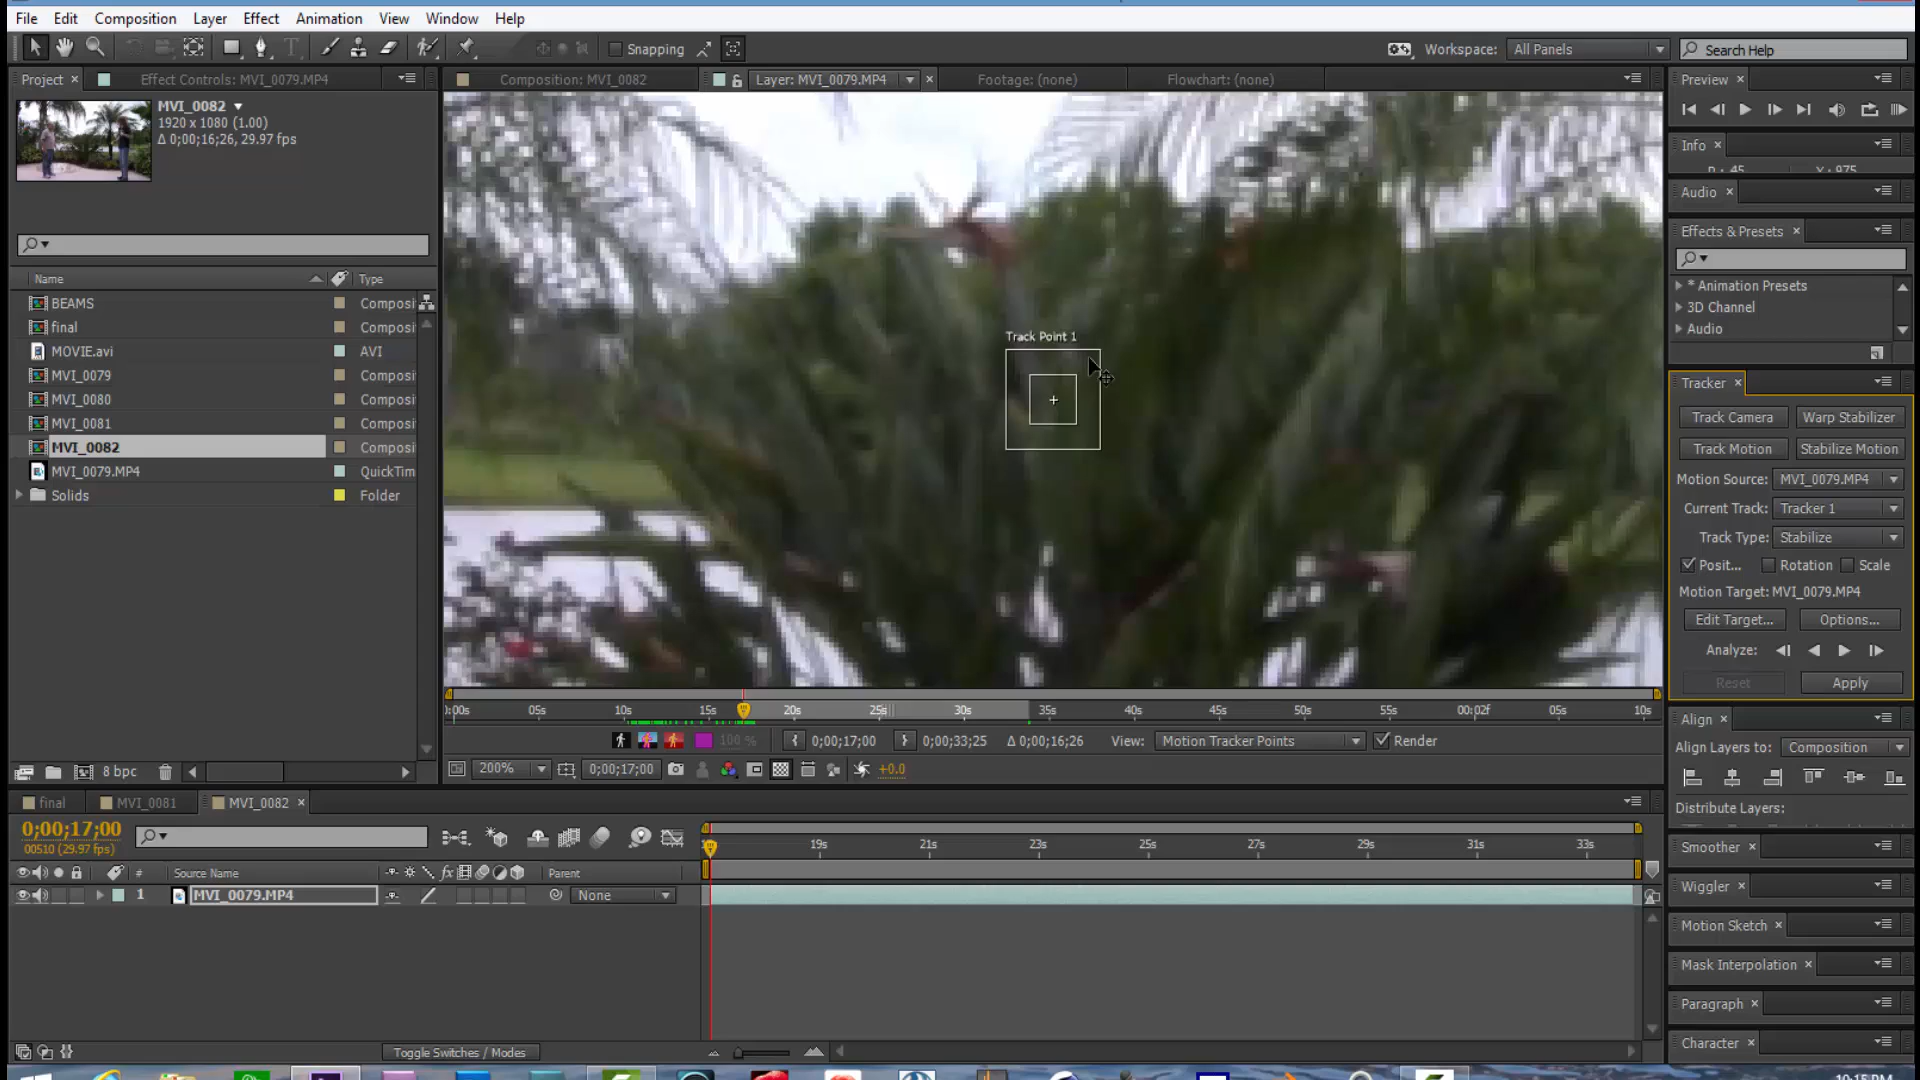 File Edit Composition Layer Effect Animation View Window Help
Snapping Workspace: All Panels Search Help
Project × Effect Controls: MVI_0079.MP4
Composition: MVI_0082 Layer: MVI_0079.MP4 × Footage: (none) Flowchart: (none)
Preview ×
MVI_0082
1920 x 1080 (1.00)
Δ 0;00;16;26, 29.97 fps
Info ×
Audio ×
Effects & Presets ×
Name Type
BEAMS Composi
final Composi
MOVIE.avi AVI
MVI_0079 Composi
MVI_0080 Composi
MVI_0081 Composi
MVI_0082 Composi
MVI_0079.MP4 QuickTim
Solids Folder
8 bpc
* Animation Presets
3D Channel
Audio
Track Point 1
Tracker ×
Track Camera Warp Stabilizer
Track Motion Stabilize Motion
Motion Source: MVI_0079.MP4
Current Track: Tracker 1
Track Type: Stabilize
Posit... Rotation Scale
Motion Target: MVI_0079.MP4
Edit Target... Options...
Analyze:
Reset Apply
):00s 05s 10s 15s 20s 25s 30s 35s 40s 45s 50s 55s 00:02f 05s 10s
100 % 0;00;17;00 0;00;33;25 Δ 0;00;16;26 View: Motion Tracker Points Render
200% 0;00;17;00 +0.0
Align ×
Align Layers to: Composition
Distribute Layers:
Smoother ×
Wiggler ×
Motion Sketch ×
Mask Interpolation ×
Paragraph ×
Character ×
final MVI_0081 MVI_0082 ×
0;00;17;00
00510 (29.97 fps)
19s 21s 23s 25s 27s 29s 31s 33s
# Source Name fx Parent
1 MVI_0079.MP4 None
Toggle Switches / Modes
10:15 PM